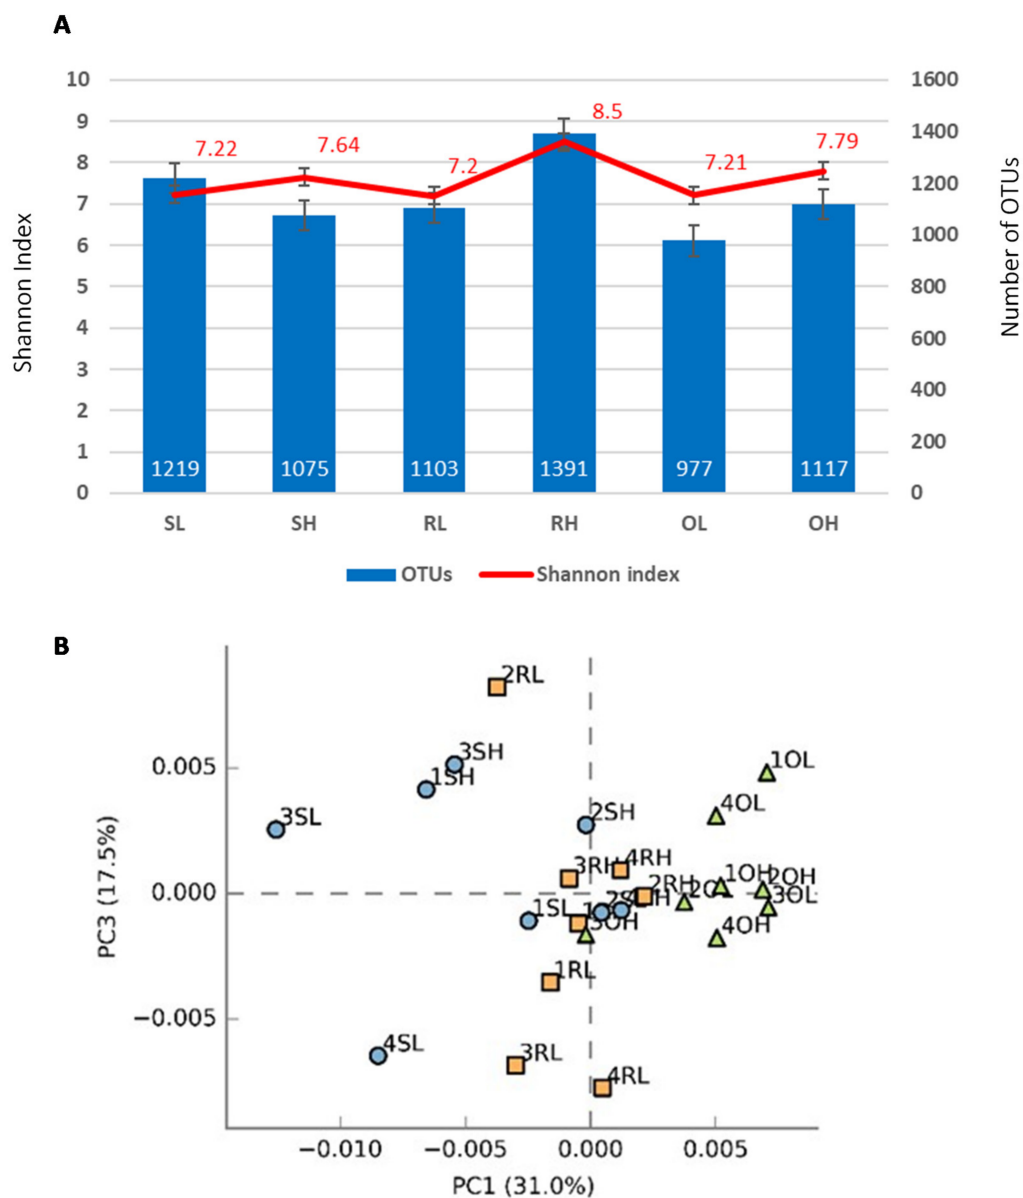 A
10
9
8
7
6
5
4
3
2
1
0
Shannon Index
1600
1400
1200
1000
800
600
400
200
0
Number of OTUs
7.22
7.64
7.2
8.5
7.21
7.79
1219
1075
1103
1391
977
1117
SL
SH
RL
RH
OL
OH
OTUs
Shannon index
B
2RL
3SH
1SH
3SL
2SH
1OL
4OL
3RH
4RH
2RH
1OH
2OH
3OL
1SL
3OH
4OH
1RL
4SL
3RL
4RL
0.005
0.000
−0.005
PC3 (17.5%)
−0.010
−0.005
0.000
0.005
PC1 (31.0%)